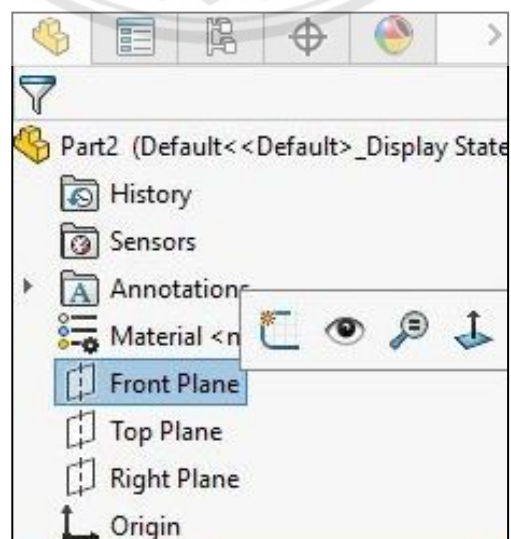 Part2 (Default<<Default>_Display State
History
Sensors
Annotations
Material <n
Front Plane
Top Plane
Right Plane
Origin